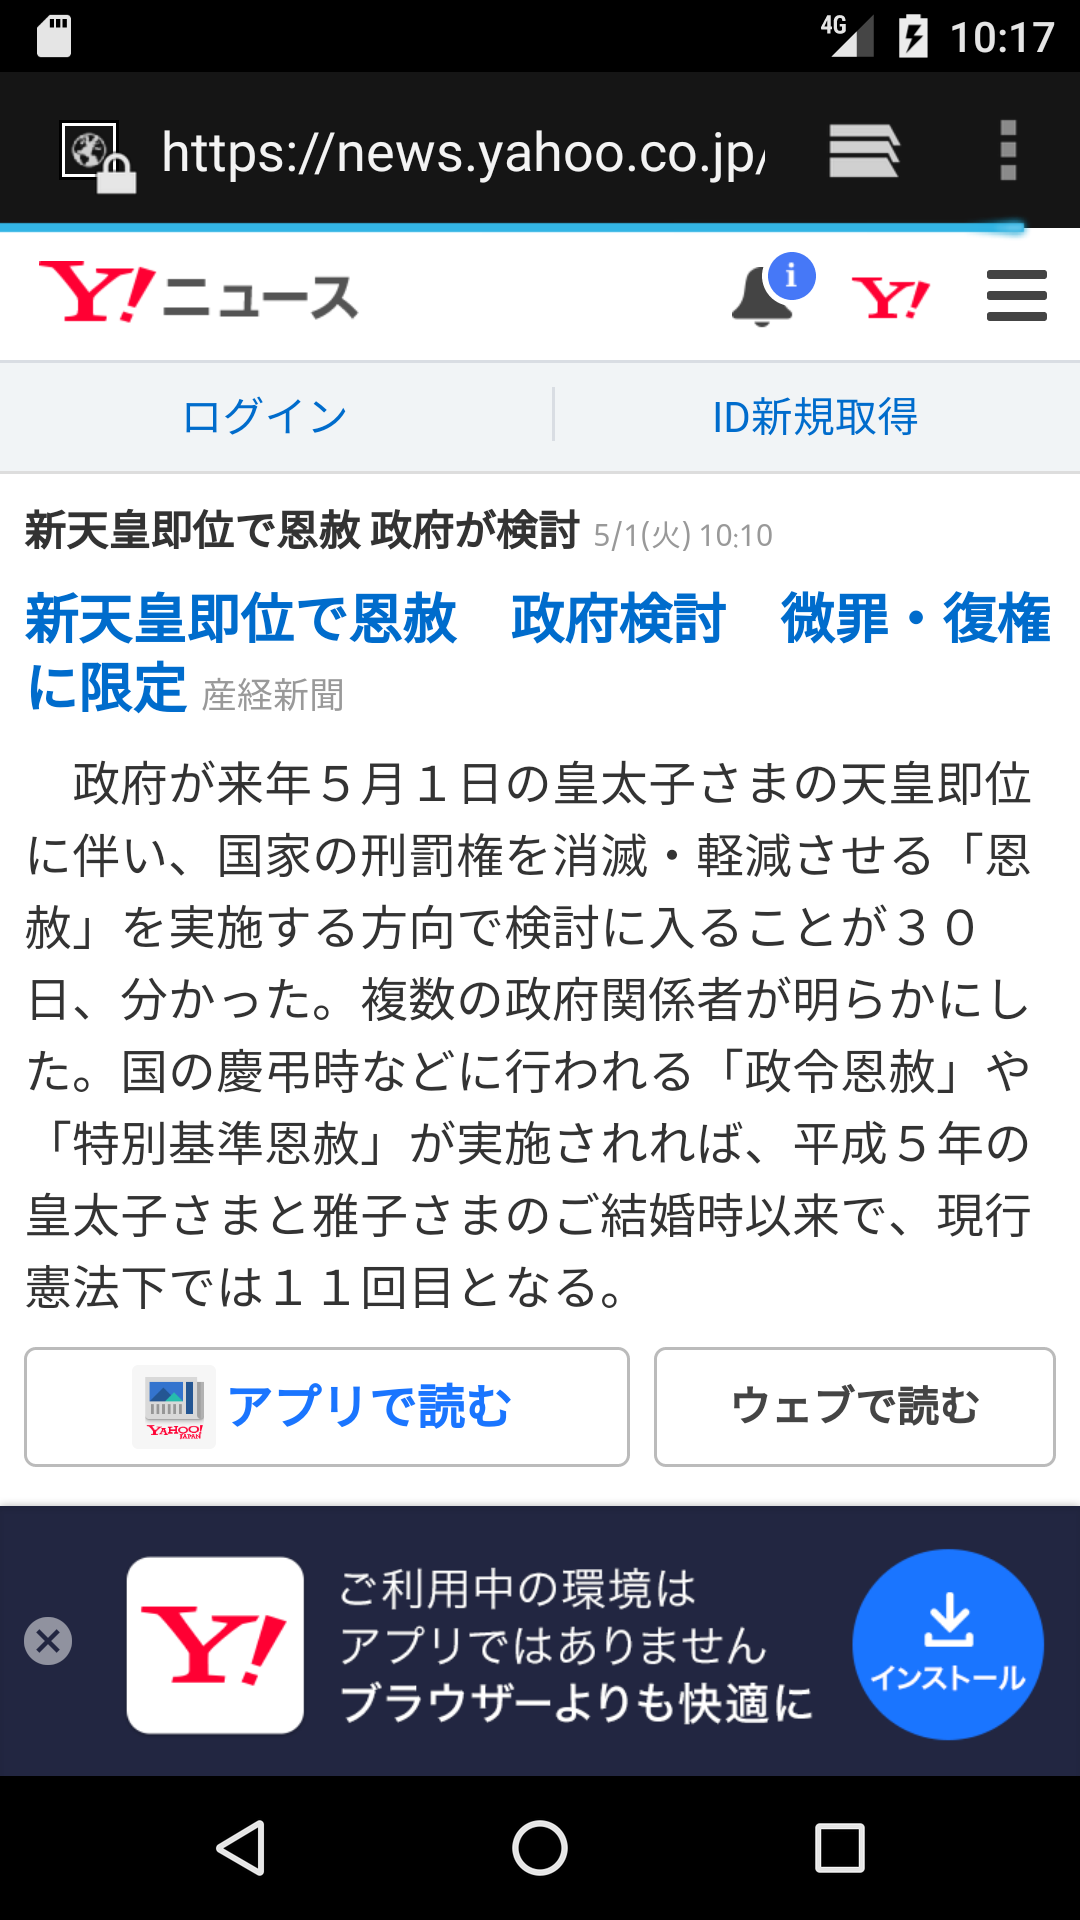 4G 10:17
https://news.yahoo.co.jp/
Y!ニュース i Y!
ログイン ID新規取得
新天皇即位で恩赦 政府が検討 5/1(火) 10:10
新天皇即位で恩赦　政府検討　微罪・復権
に限定 産経新聞
　政府が来年５月１日の皇太子さまの天皇即位
に伴い、国家の刑罰権を消滅・軽減させる「恩
赦」を実施する方向で検討に入ることが３０
日、分かった。複数の政府関係者が明らかにし
た。国の慶弔時などに行われる「政令恩赦」や
「特別基準恩赦」が実施されれば、平成５年の
皇太子さまと雅子さまのご結婚時以来で、現行
憲法下では１１回目となる。
YAHOO! JAPAN アプリで読む ウェブで読む
Y!
ご利用中の環境は
アプリではありません
ブラウザーよりも快適に
インストール